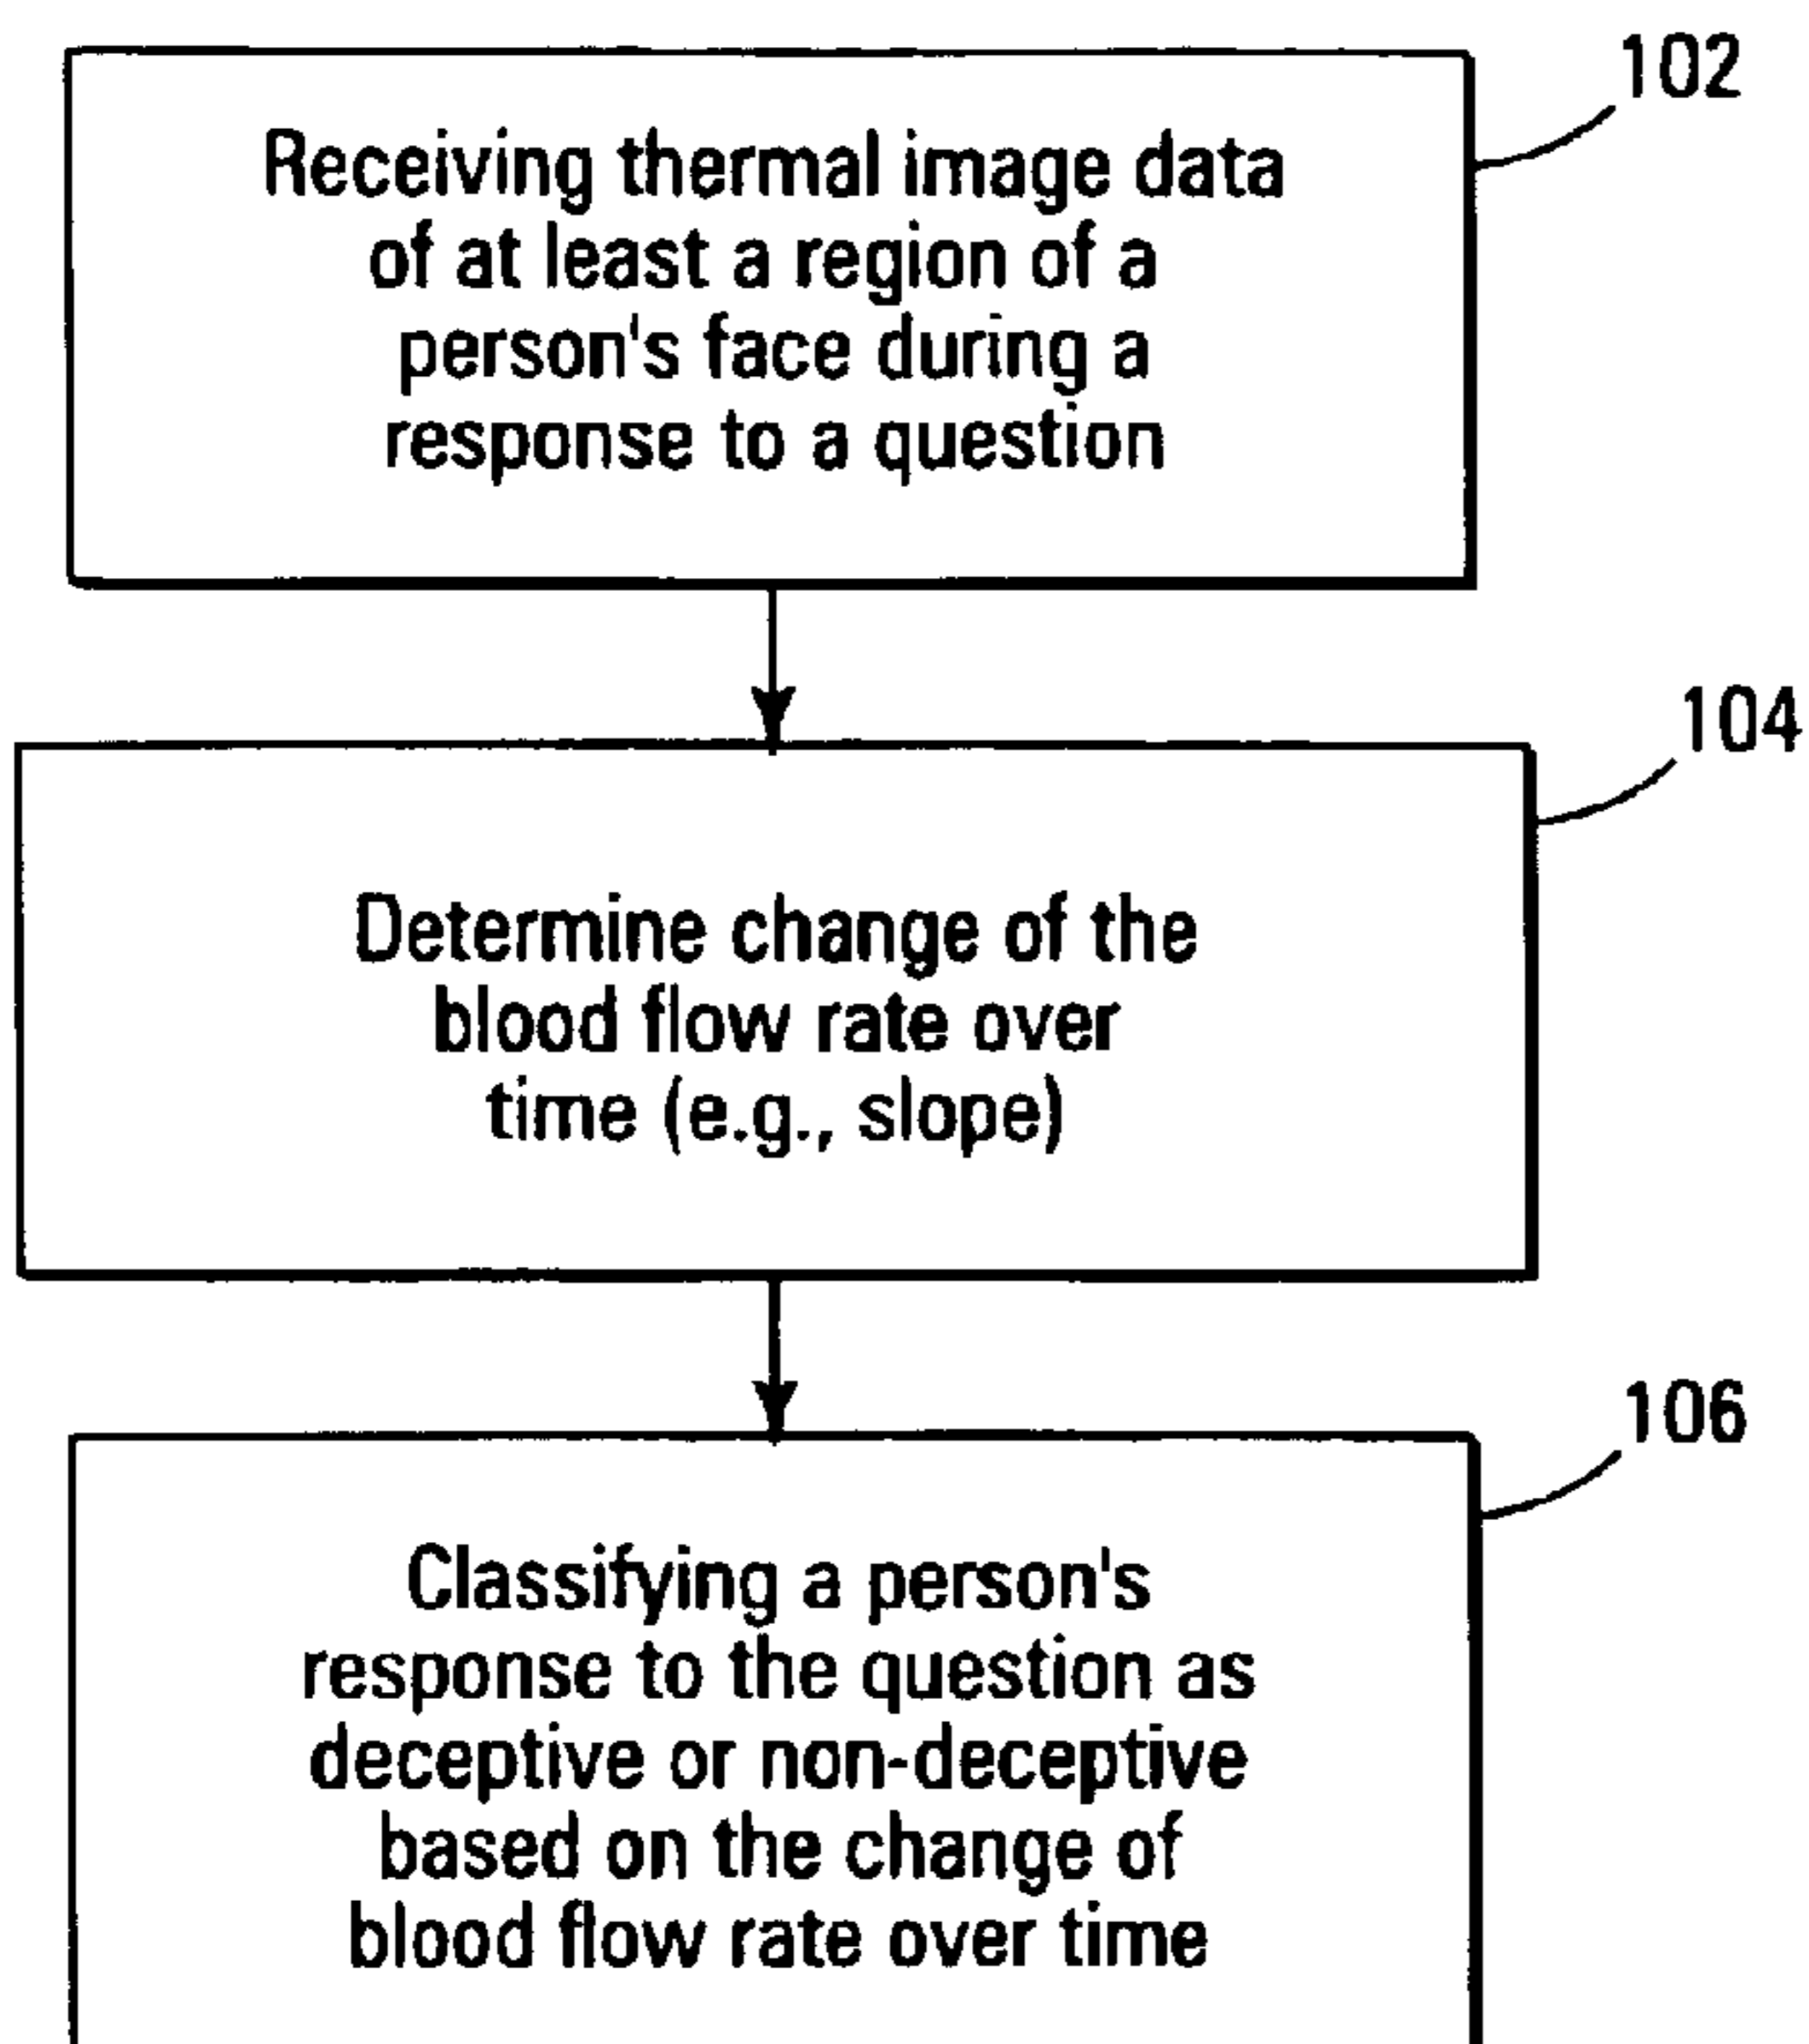 102
Receiving thermal image data
of at least a region of a
person's face during a
response to a question
104
Determine change of the
blood flow rate over
time (e.g., slope)
106
Classifying a person's
response to the question as
deceptive or non-deceptive
based on the change of
blood flow rate over time